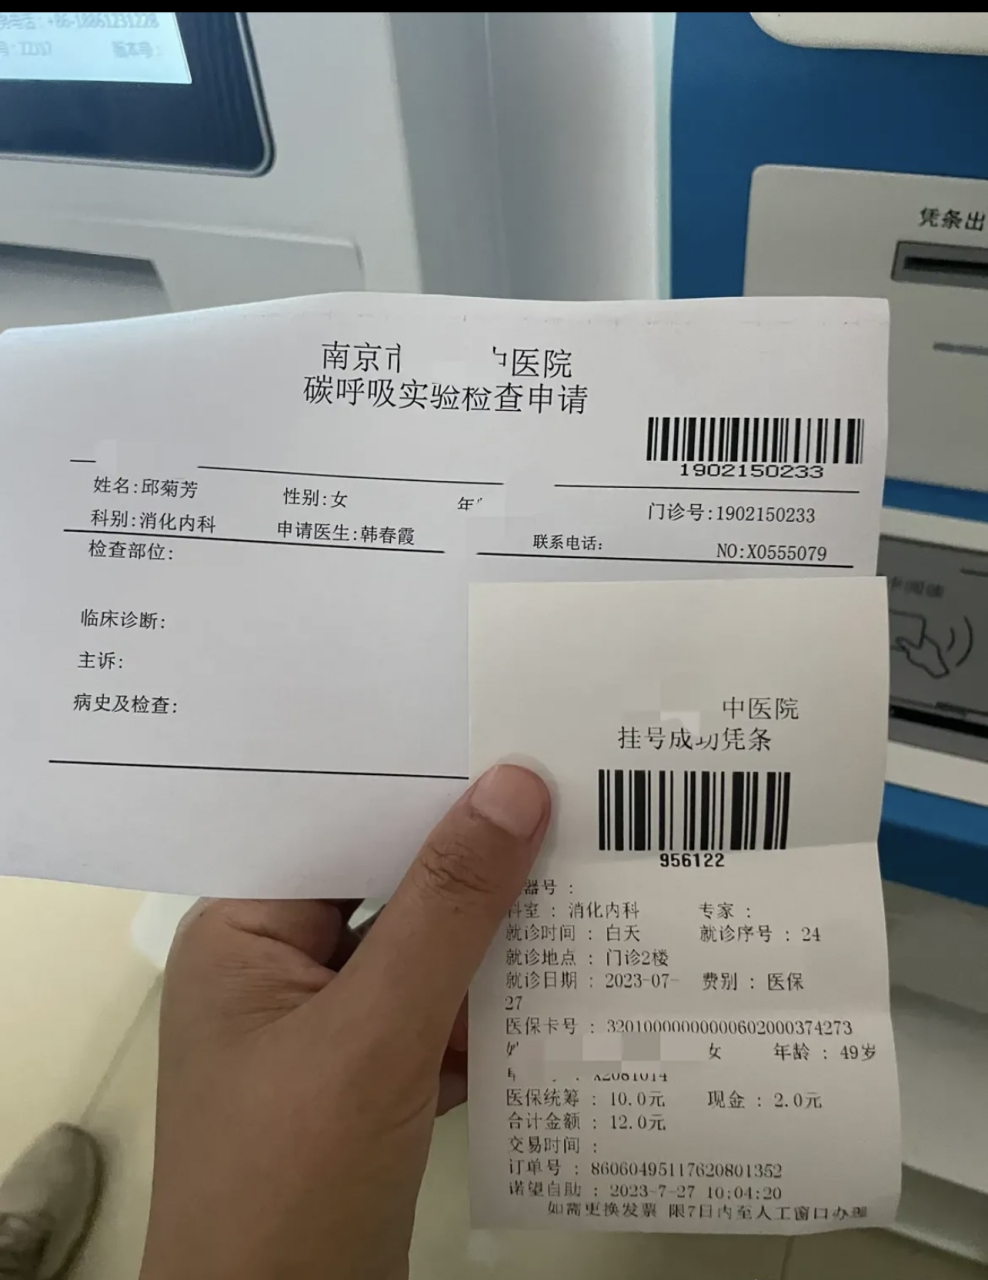 +86-18861231228
版本号:
凭条出
南京市 中医院
碳呼吸实验检查申请
1902150233
姓名:邱菊芳 性别:女 年
门诊号:1902150233
科别:消化内科 申请医生:韩春霞 联系电话: NO:X0555079
检查部位:
临床诊断:
主诉:
病史及检查:
中医院
挂号成功凭条
956122
器号 :
科室 : 消化内科 专家 :
就诊时间 : 白天 就诊序号 : 24
就诊地点 : 门诊2楼
就诊日期 : 2023-07- 费别 : 医保
27
医保卡号 : 32010000000000602000374273
女 年龄 : 49岁
医保统筹 : 10.0元 现金 : 2.0元
合计金额 : 12.0元
交易时间 :
订单号 : 86060495117620801352
诺望自助 : 2023-7-27 10:04:20
如需更换发票 限7日内至人工窗口办理